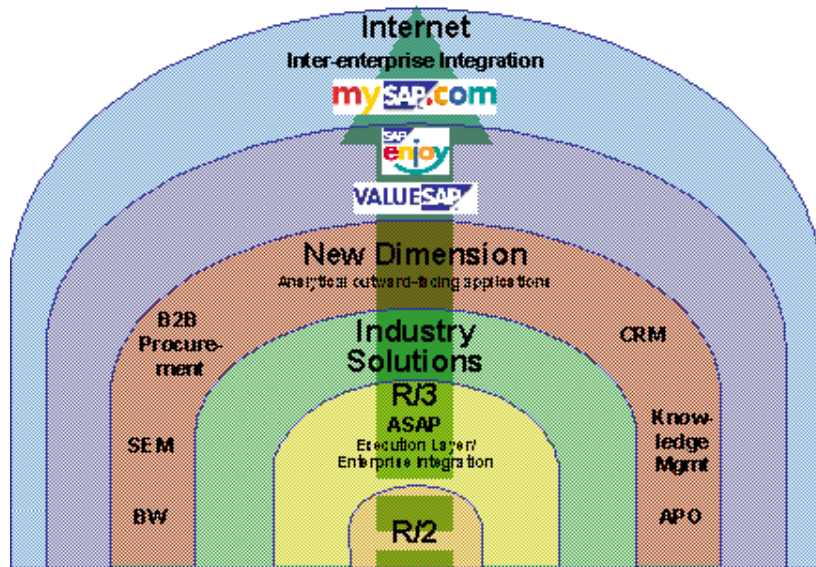 Internet
Inter-enterprise Integration
mySAP.com
SAP
enjoy
VALUESAP
New Dimension
Analytical outward-facing applications
B2B
Procure-
ment
CRM
Industry
Solutions
R/3
ASAP
Execution Layer/
Enterprise Integration
SEM
Know-
ledge
Mgmt
BW
APO
R/2